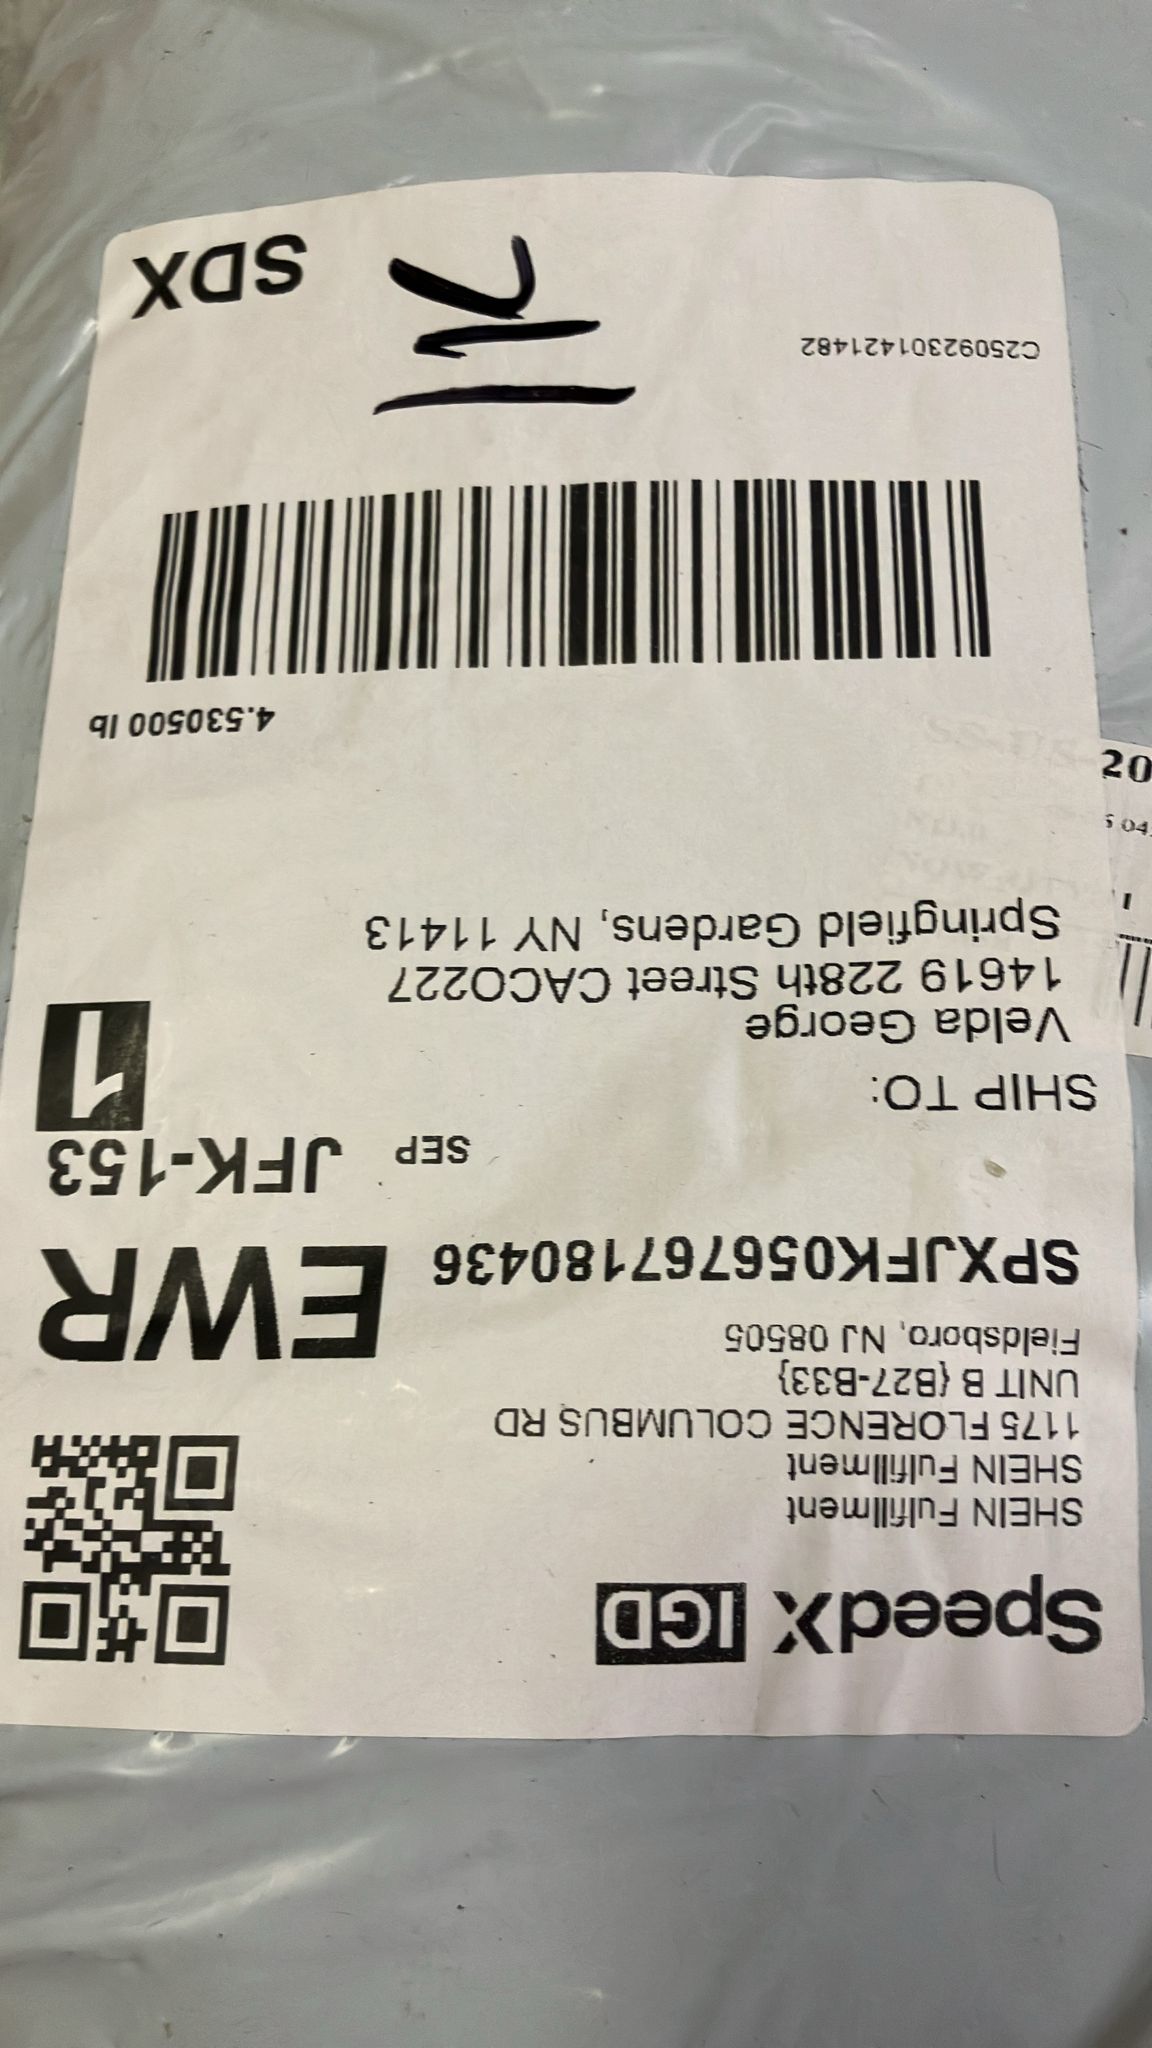 SpeedX IGD
SHEIN Fulfillment
SHEIN Fulfillment
1175 FLORENCE COLUMBUS RD
UNIT B {B27-B33}
Fieldsboro, NJ 08505
SPXJFK056767180436
EWR
SEP
JFK-153
1
SHIP TO:
Velda George
14619 228th Street CACO227
Springfield Gardens, NY 11413
4.530500 lb
C25092301421482
SDX
20